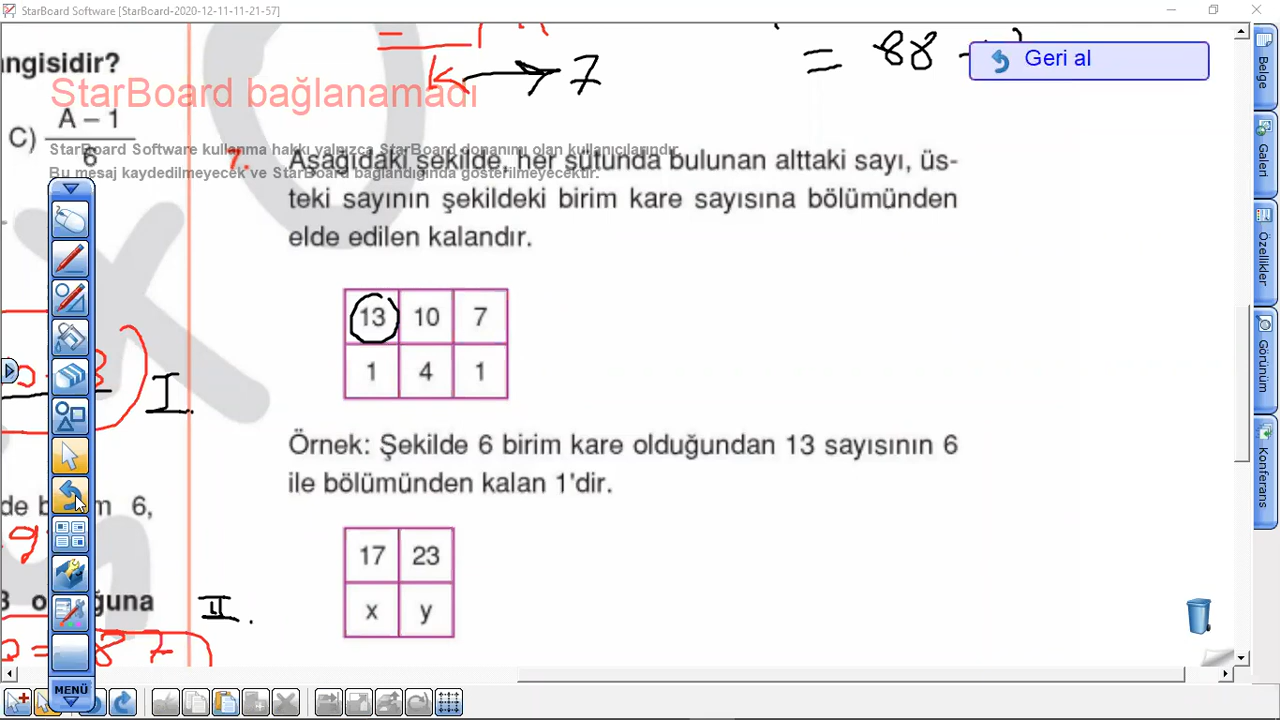 StarBoard Software [StarBoard-2020-12-11-11-21-57]
Geri al
= 88
7
ngisidir?
StarBoard bağlanamadı
C) A – 1
6
StarBoard Software kullanma hakkı yalnızca StarBoard donanımı olan kullanıcılarındır.
Bu mesaj kaydedilmeyecek ve StarBoard bağlandığında gösterilmeyecektir.
7.
Aşağıdaki şekilde, her sütunda bulunan alttaki sayı, üs-
teki sayının şekildeki birim kare sayısına bölümünden
elde edilen kalandır.
13 10 7
1 4 1
I.
Örnek: Şekilde 6 birim kare olduğundan 13 sayısının 6
ile bölümünden kalan 1'dir.
6,
9
17 23
x y
II.
MENÜ
Belge
Galeri
Özellikler
Görünüm
Konferans